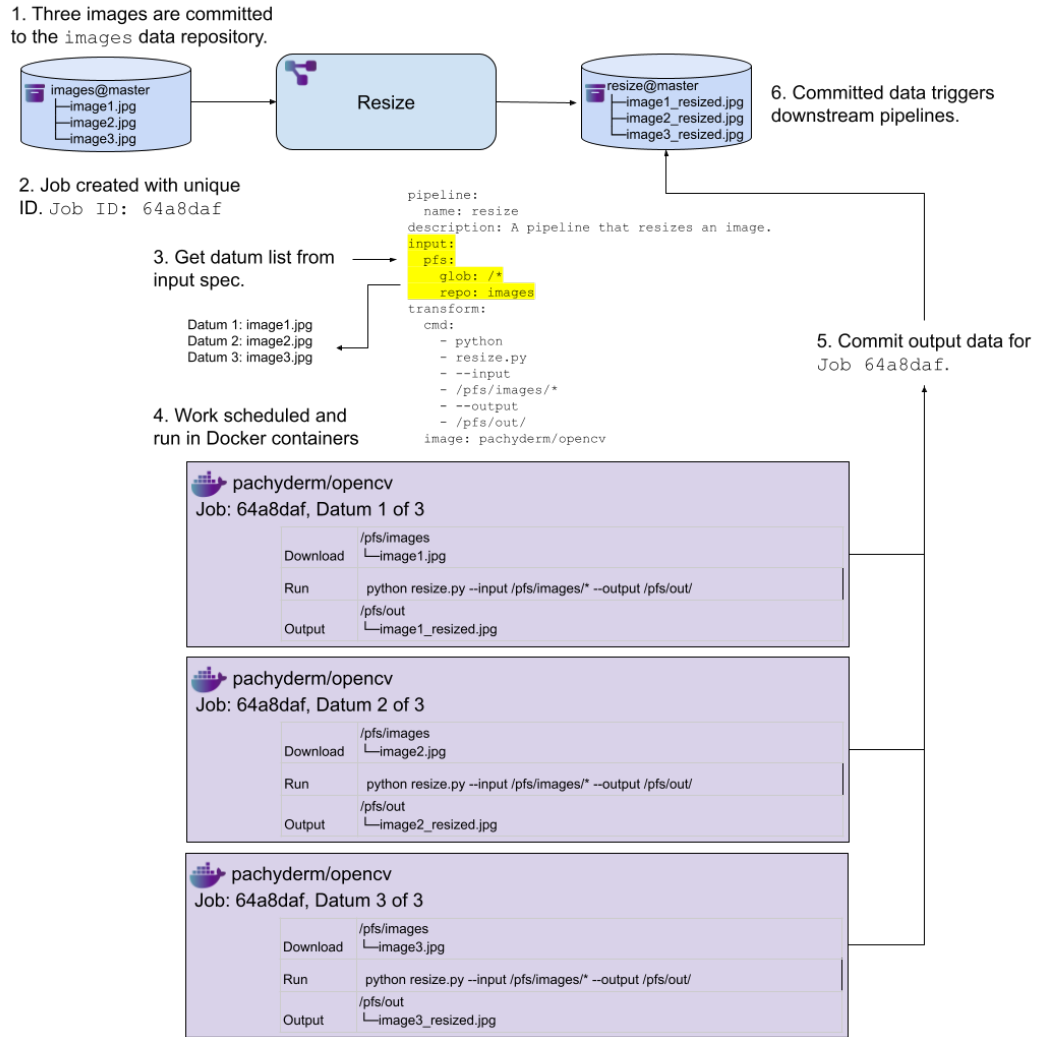 1. Three images are committed
to the images data repository.
images@master
├─image1.jpg
├─image2.jpg
└─image3.jpg
Resize
resize@master
├─image1_resized.jpg
├─image2_resized.jpg
└─image3_resized.jpg
6. Committed data triggers
downstream pipelines.
2. Job created with unique
ID. Job ID: 64a8daf
3. Get datum list from
input spec.
Datum 1: image1.jpg
Datum 2: image2.jpg
Datum 3: image3.jpg
pipeline:
  name: resize
description: A pipeline that resizes an image.
input:
  pfs:
    glob: /*
    repo: images
transform:
  cmd:
    - python
    - resize.py
    - --input
    - /pfs/images/*
    - --output
    - /pfs/out/
  image: pachyderm/opencv
4. Work scheduled and
run in Docker containers
5. Commit output data for
Job 64a8daf.
pachyderm/opencv
Job: 64a8daf, Datum 1 of 3
/pfs/images
Download └─image1.jpg
Run python resize.py --input /pfs/images/* --output /pfs/out/
/pfs/out
Output └─image1_resized.jpg
pachyderm/opencv
Job: 64a8daf, Datum 2 of 3
/pfs/images
Download └─image2.jpg
Run python resize.py --input /pfs/images/* --output /pfs/out/
/pfs/out
Output └─image2_resized.jpg
pachyderm/opencv
Job: 64a8daf, Datum 3 of 3
/pfs/images
Download └─image3.jpg
Run python resize.py --input /pfs/images/* --output /pfs/out/
/pfs/out
Output └─image3_resized.jpg